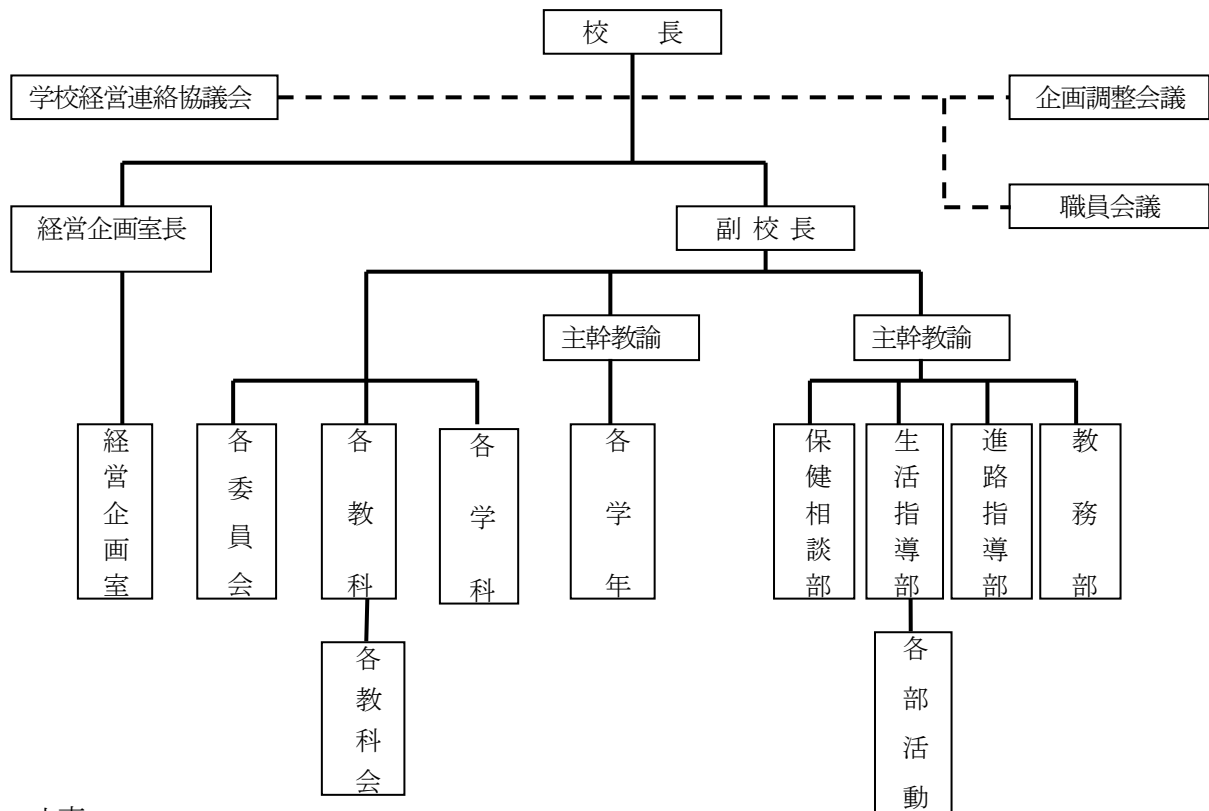 校　長
学校経営連絡協議会
企画調整会議
職員会議
経営企画室長
副 校 長
主幹教諭
主幹教諭
経営企画室
各委員会
各教科
各学科
各学年
保健相談部
生活指導部
進路指導部
教務部
各教科会
各部活動